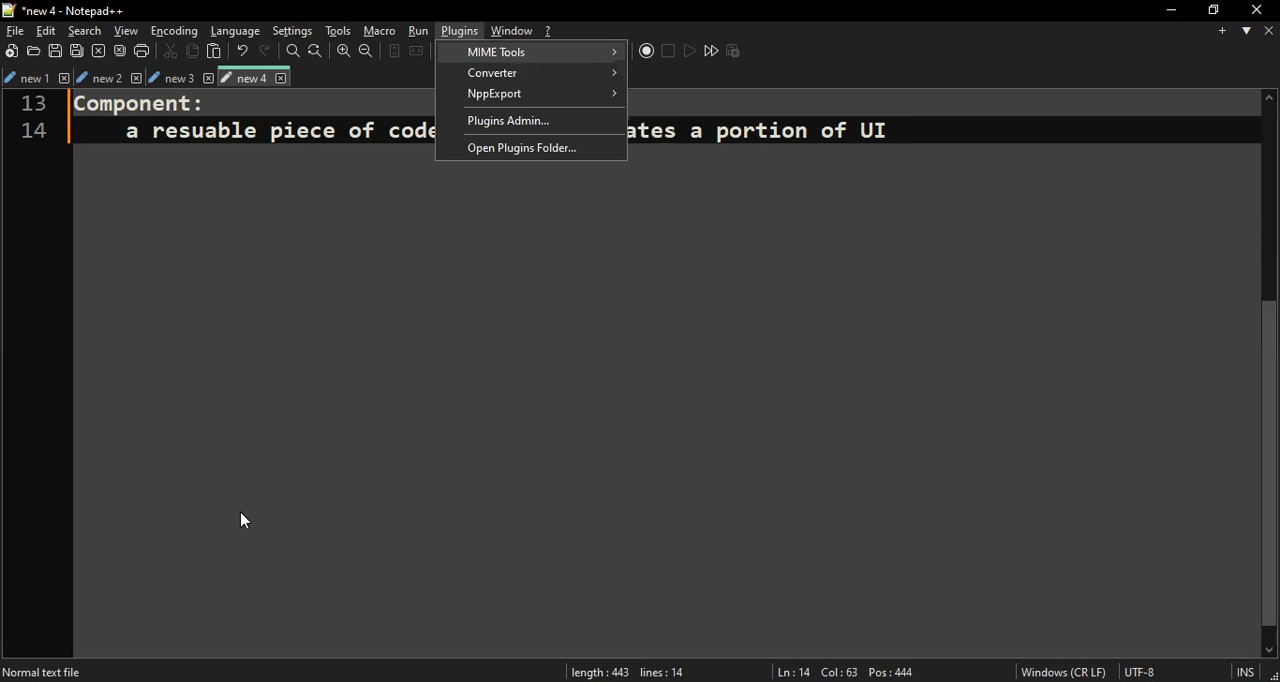 *new 4 - Notepad++
File Edit Search View Encoding Language Settings Tools Macro Run Plugins Window ?
new 1 new 2 new 3 new 4
MIME Tools
Converter
NppExport
Plugins Admin...
Open Plugins Folder...
13 Component:
14 a resuable piece of code ates a portion of UI
Normal text file length : 443 lines : 14 Ln : 14 Col : 63 Pos : 444 Windows (CR LF) UTF-8 INS